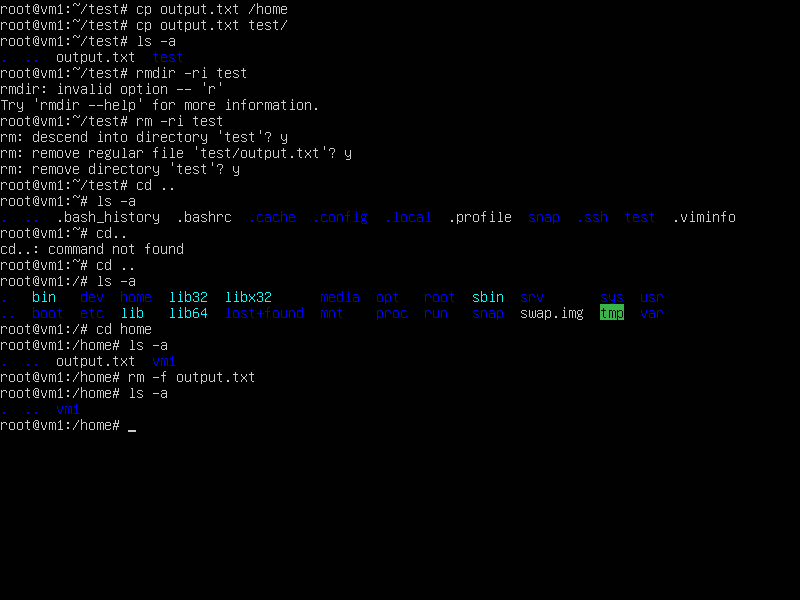 root@vm1:~/test# cp output.txt /home
root@vm1:~/test# cp output.txt test/
root@vm1:~/test# ls -a
.  ..  output.txt  test
root@vm1:~/test# rmdir -ri test
rmdir: invalid option -- 'r'
Try 'rmdir --help' for more information.
root@vm1:~/test# rm -ri test
rm: descend into directory 'test'? y
rm: remove regular file 'test/output.txt'? y
rm: remove directory 'test'? y
root@vm1:~/test# cd ..
root@vm1:~# ls -a
.  ..  .bash_history  .bashrc  .cache  .config  .local  .profile  snap  .ssh  test  .viminfo
root@vm1:~# cd..
cd..: command not found
root@vm1:~# cd ..
root@vm1:/# ls -a
.   bin   dev  home  lib32  libx32      media  opt   root  sbin  srv       sys  usr
..  boot  etc  lib   lib64  lost+found  mnt    proc  run   snap  swap.img  tmp  var
root@vm1:/# cd home
root@vm1:/home# ls -a
.  ..  output.txt  vm1
root@vm1:/home# rm -f output.txt
root@vm1:/home# ls -a
.  ..  vm1
root@vm1:/home# _